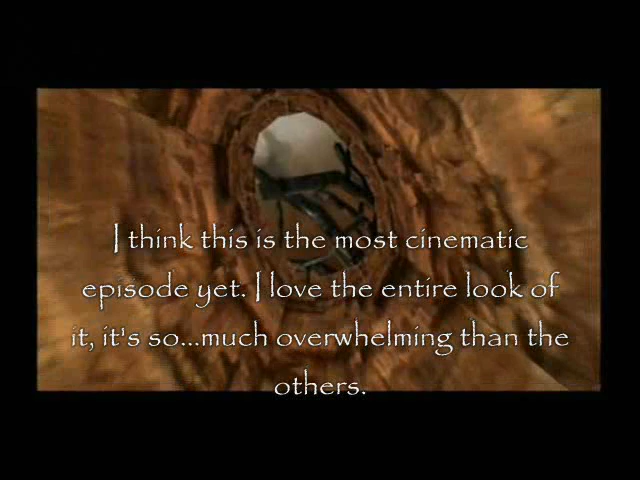 I think this is the most cinematic
episode yet. I love the entire look of
it, it's so...much overwhelming than the
others.